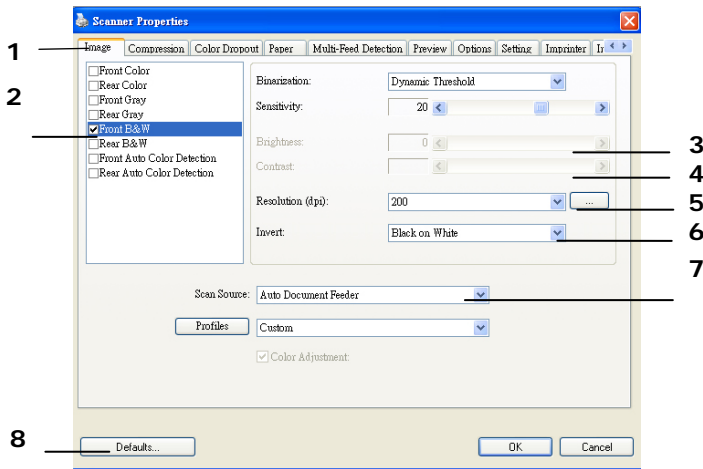 Scanner Properties
1
Image Compression Color Dropout Paper Multi-Feed Detection Preview Options Setting Imprinter
2
Front Color
Rear Color
Front Gray
Rear Gray
Front B&W
Rear B&W
Front Auto Color Detection
Rear Auto Color Detection
Binarization: Dynamic Threshold
Sensitivity: 20
Brightness: 0
3
Contrast:
4
Resolution (dpi): 200 ...
5
Invert: Black on White
6
7
Scan Source: Auto Document Feeder
Profiles Custom
Color Adjustment:
8
Defaults... OK Cancel